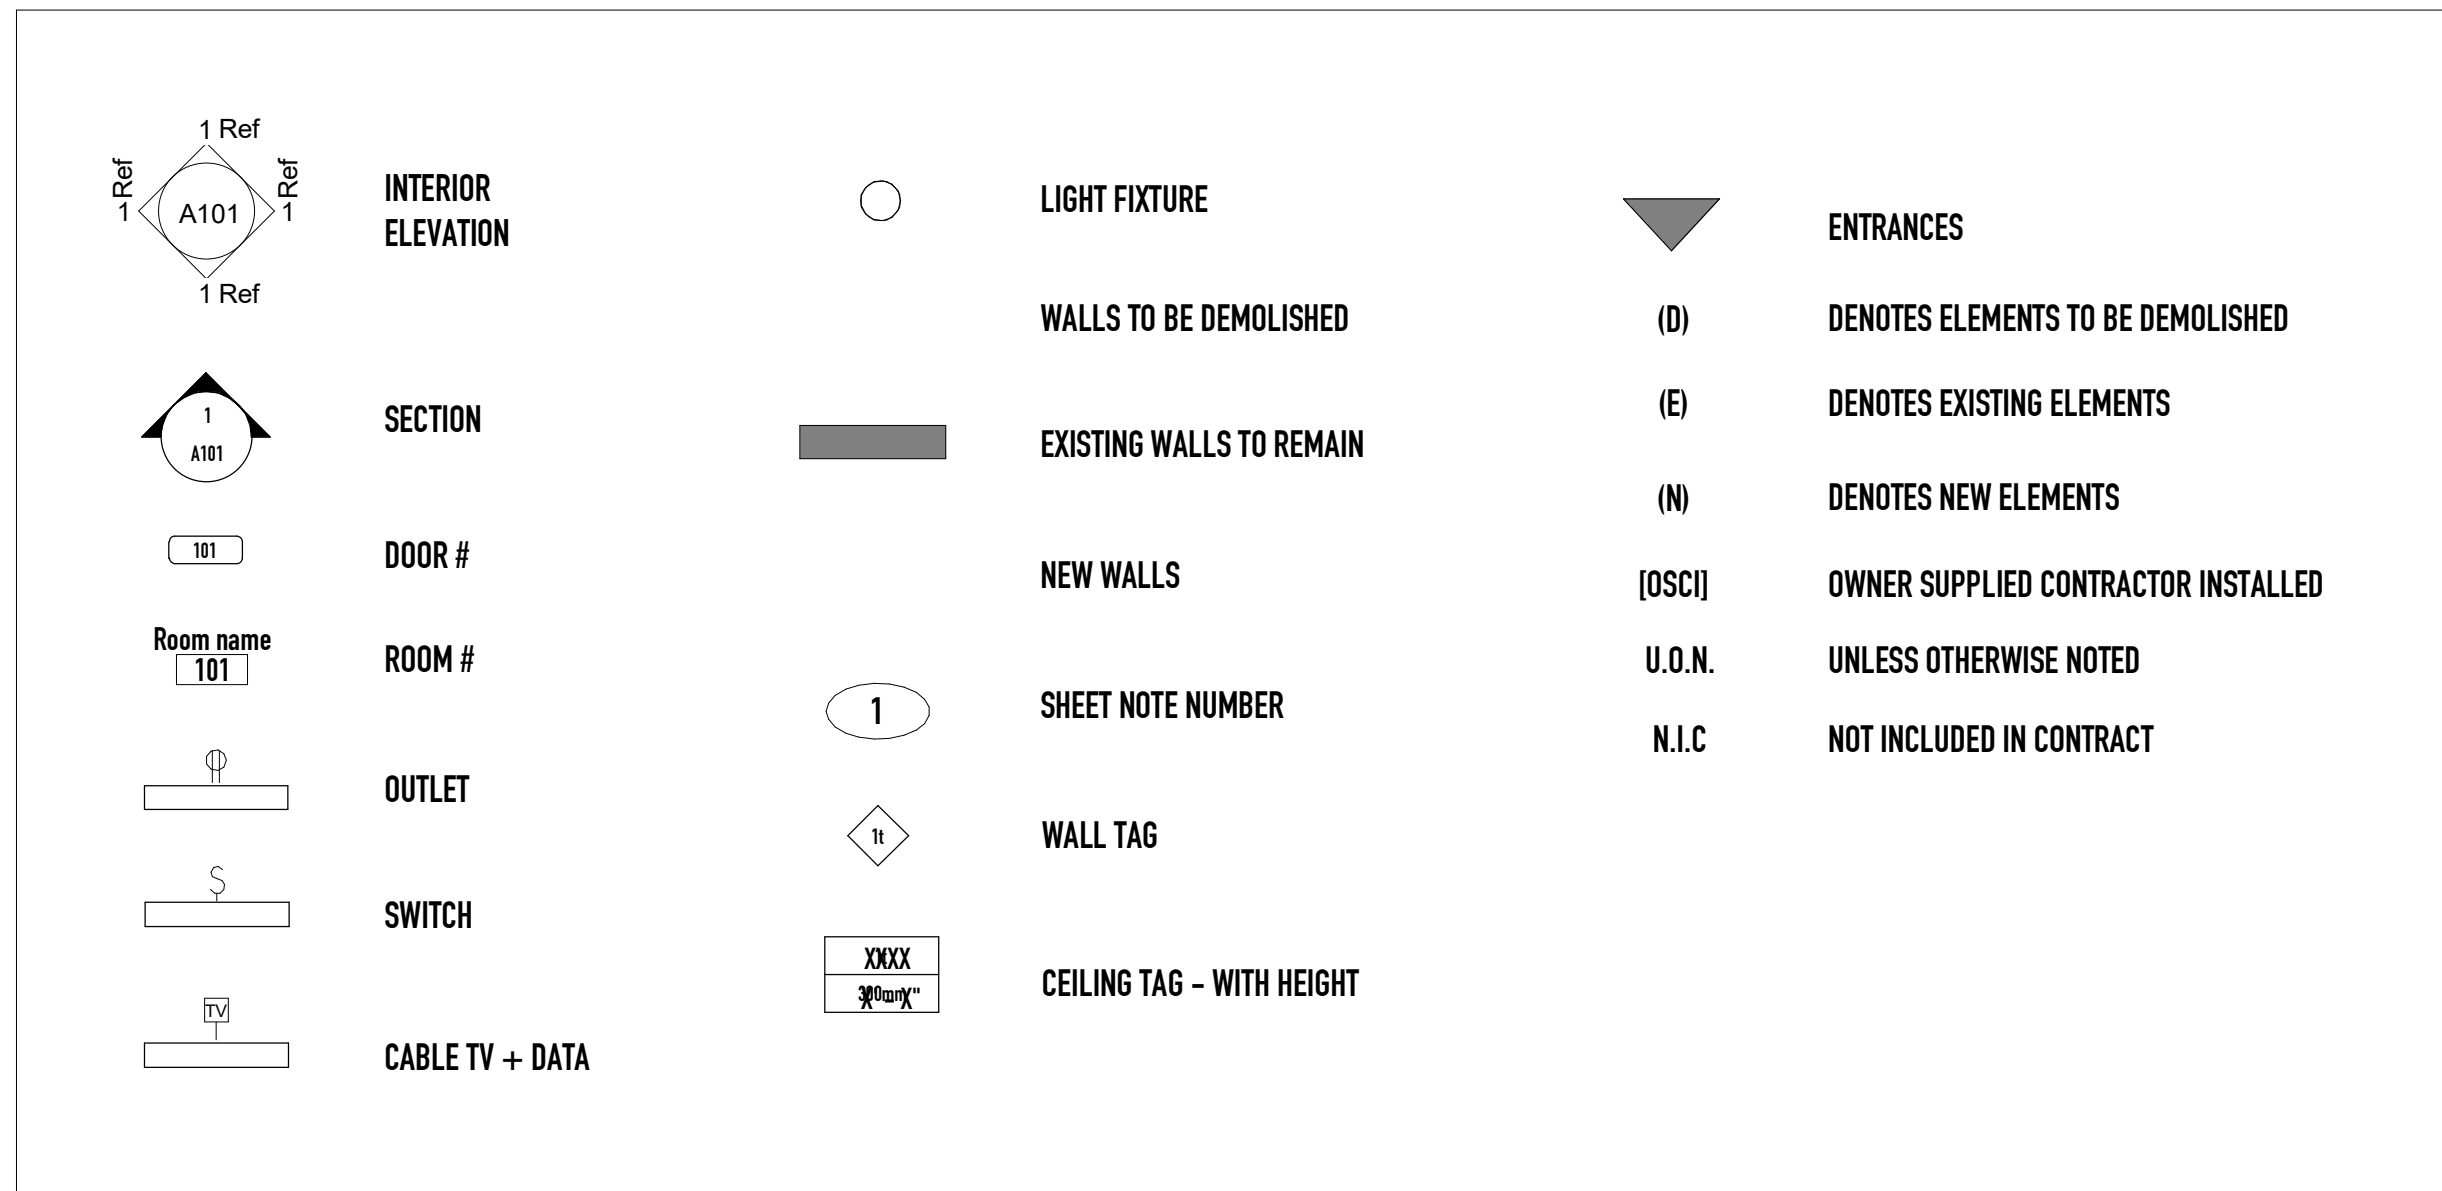 1 Ref
1 Ref
A101
1 Ref
1 Ref
INTERIOR
ELEVATION
1
A101
SECTION
101
DOOR #
Room name
101
ROOM #
OUTLET
S
SWITCH
TV
CABLE TV + DATA
LIGHT FIXTURE
WALLS TO BE DEMOLISHED
EXISTING WALLS TO REMAIN
NEW WALLS
1
SHEET NOTE NUMBER
1t
WALL TAG
CEILING TAG - WITH HEIGHT
ENTRANCES
(D) DENOTES ELEMENTS TO BE DEMOLISHED
(E) DENOTES EXISTING ELEMENTS
(N) DENOTES NEW ELEMENTS
[OSCI] OWNER SUPPLIED CONTRACTOR INSTALLED
U.O.N. UNLESS OTHERWISE NOTED
N.I.C NOT INCLUDED IN CONTRACT